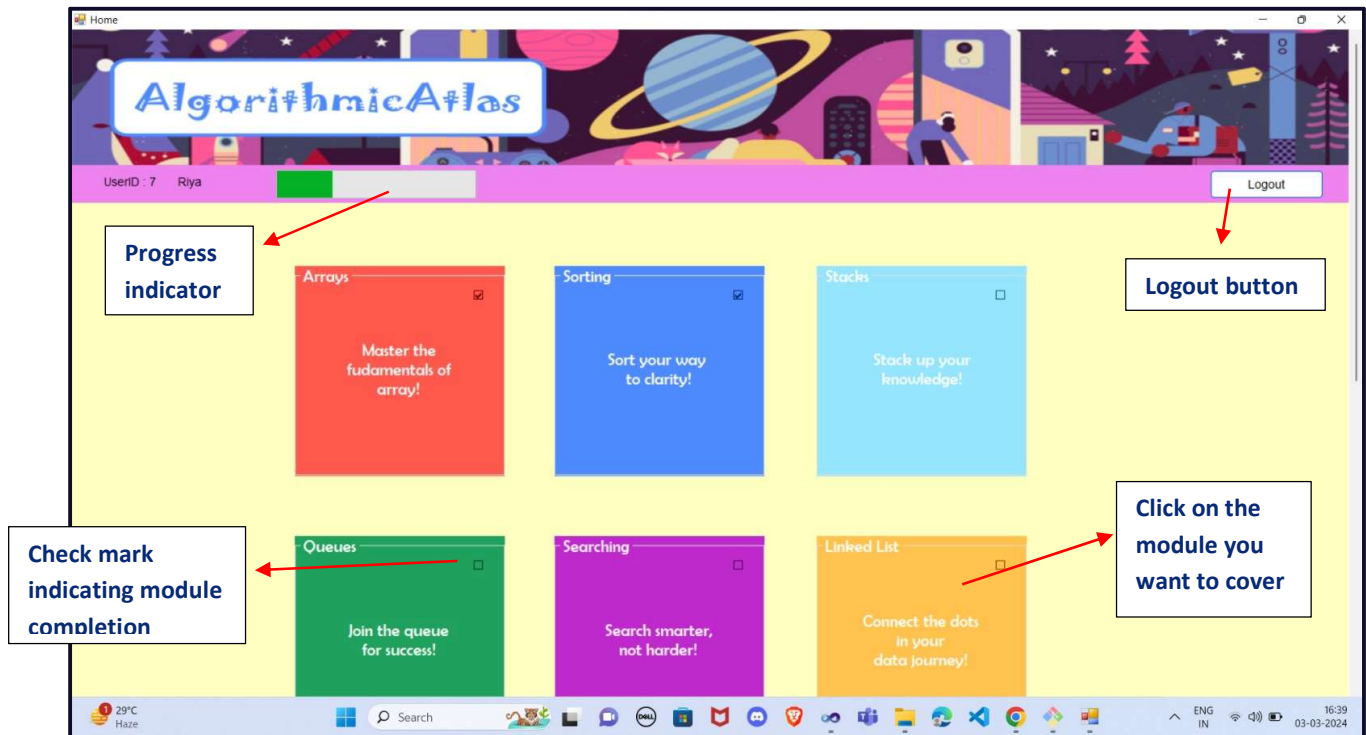 Home
AlgorithmicAtlas
UserID : 7 Riya
Logout
Progress
indicator
Logout button
Arrays
Master the
fudamentals of
array!
Sorting
Sort your way
to clarity!
Stacks
Stack up your
knowledge!
Check mark
indicating module
completion
Click on the
module you
want to cover
Queues
Join the queue
for success!
Searching
Search smarter,
not harder!
Linked List
Connect the dots
in your
data journey!
1
29°C
Haze
Search
DELL
ENG
IN
16:39
03-03-2024